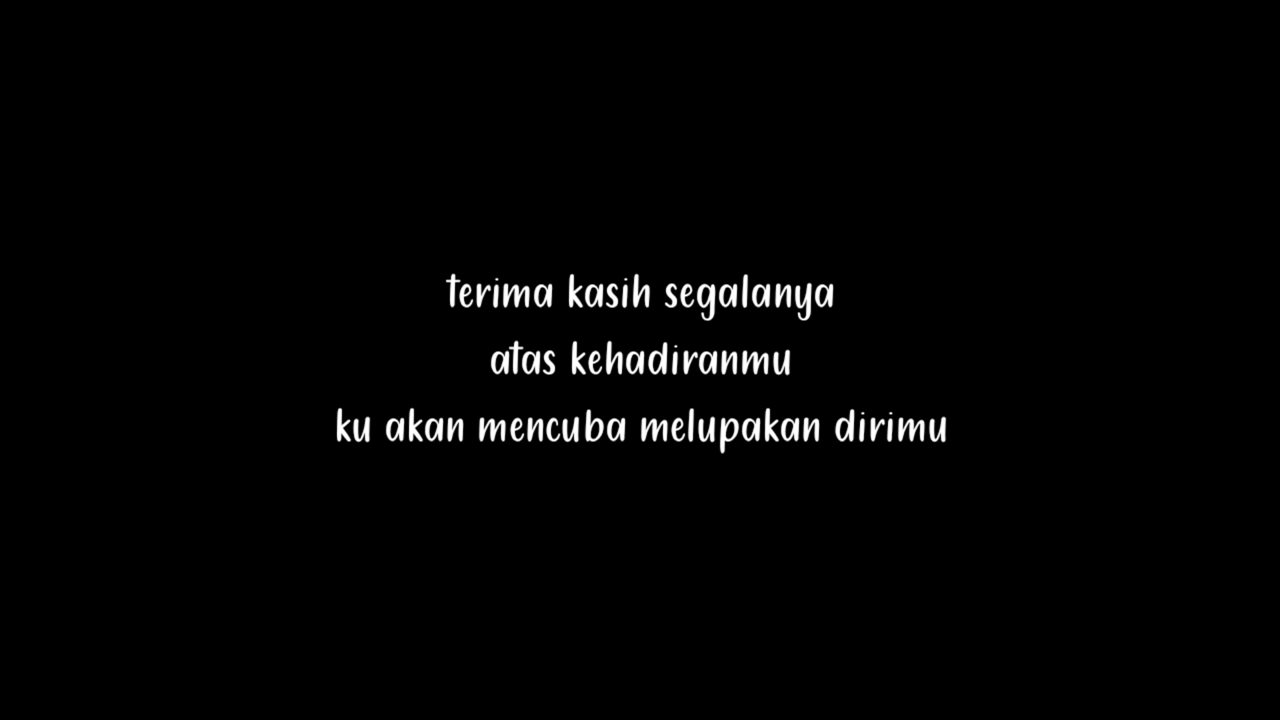 terima kasih segalanya
atas kehadiranmu
ku akan mencuba melupakan dirimu